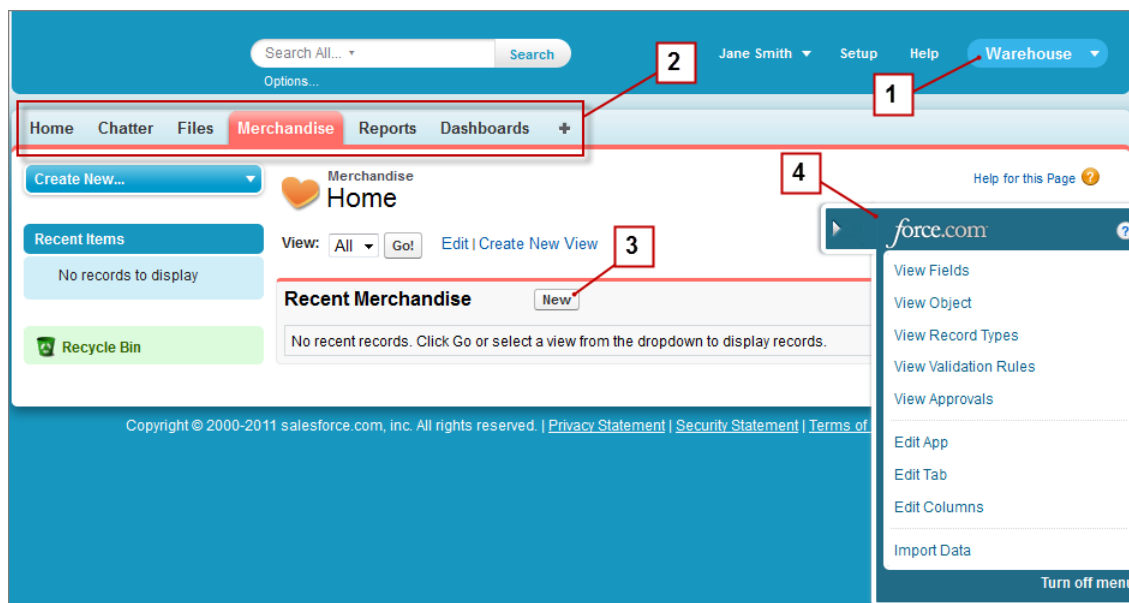 Search All...
Search
Options...
2
Jane Smith
Setup
Help
Warehouse
1
Home Chatter Files Merchandise Reports Dashboards +
Create New...
Merchandise
Home
4
Help for this Page ?
Recent Items
No records to display
View: All Go! Edit | Create New View
3
force.com ?
Recent Merchandise New
No recent records. Click Go or select a view from the dropdown to display records.
Recycle Bin
View Fields
View Object
View Record Types
View Validation Rules
View Approvals
Edit App
Edit Tab
Edit Columns
Import Data
Turn off menu
Copyright © 2000-2011 salesforce.com, inc. All rights reserved. | Privacy Statement | Security Statement | Terms of